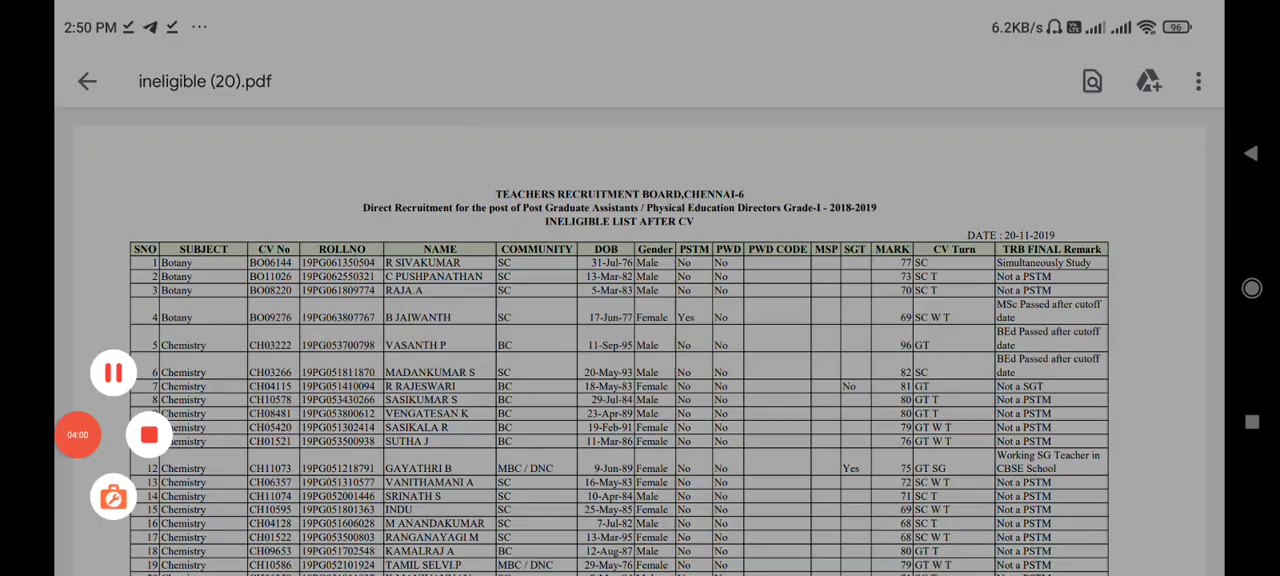 2:50 PM ... 6.2KB/s 96
ineligible (20).pdf
TEACHERS RECRUITMENT BOARD,CHENNAI-6
Direct Recruitment for the post of Post Graduate Assistants / Physical Education Directors Grade-I - 2018-2019
INELIGIBLE LIST AFTER CV
DATE : 20-11-2019
SNO SUBJECT CV No ROLLNO NAME COMMUNITY DOB Gender PSTM PWD PWD CODE MSP SGT MARK CV Turn TRB FINAL Remark
1 Botany BO06144 19PG061350504 R SIVAKUMAR SC 31-Jul-76 Male No No 77 SC Simultaneously Study
2 Botany BO11026 19PG062550321 C PUSHPANATHAN SC 13-Mar-82 Male No No 73 SC T Not a PSTM
3 Botany BO08220 19PG061809774 RAJA.A SC 5-Mar-83 Male No No 70 SC T Not a PSTM
4 Botany BO09276 19PG063807767 B JAIWANTH SC 17-Jun-77 Female Yes No 69 SC W T MSc Passed after cutoff
date
5 Chemistry CH03222 19PG053700798 VASANTH P BC 11-Sep-95 Male No No 96 GT BEd Passed after cutoff
date
6 Chemistry CH03266 19PG051811870 MADANKUMAR S SC 20-May-93 Male No No 82 SC BEd Passed after cutoff
date
7 Chemistry CH04115 19PG051410094 R RAJESWARI BC 18-May-83 Female No No No 81 GT Not a SGT
8 Chemistry CH10578 19PG053430266 SASIKUMAR S BC 29-Jul-84 Male No No 80 GT T Not a PSTM
Chemistry CH08481 19PG053800612 VENGATESAN K BC 23-Apr-89 Male No No 80 GT T Not a PSTM
emistry CH05420 19PG051302414 SASIKALA R BC 19-Feb-91 Female No No 79 GT W T Not a PSTM
emistry CH01521 19PG053500938 SUTHA J BC 11-Mar-86 Female No No 76 GT W T Not a PSTM
12 Chemistry CH11073 19PG051218791 GAYATHRI B MBC / DNC 9-Jun-89 Female No No Yes 75 GT SG Working SG Teacher in
CBSE School
13 Chemistry CH06357 19PG051310577 VANITHAMANI A SC 16-May-83 Female No No 72 SC W T Not a PSTM
14 Chemistry CH11074 19PG052001446 SRINATH S SC 10-Apr-84 Male No No 71 SC T Not a PSTM
15 Chemistry CH10595 19PG051801363 INDU SC 25-May-85 Female No No 69 SC W T Not a PSTM
16 Chemistry CH04128 19PG051606028 M ANANDKUMAR SC 7-Jul-82 Male No No 68 SC T Not a PSTM
17 Chemistry CH11522 19PG053500803 RANGANAYAGI M SC 13-Mar-95 Female No No 68 SC W T Not a PSTM
18 Chemistry CH09653 19PG051702548 KAMALRAJ A BC 12-Aug-87 Male No No 80 GT T Not a PSTM
19 Chemistry CH10586 19PG052101924 TAMIL SELVI.P MBC / DNC 29-May-76 Female No No 79 GT W T Not a PSTM
04:00